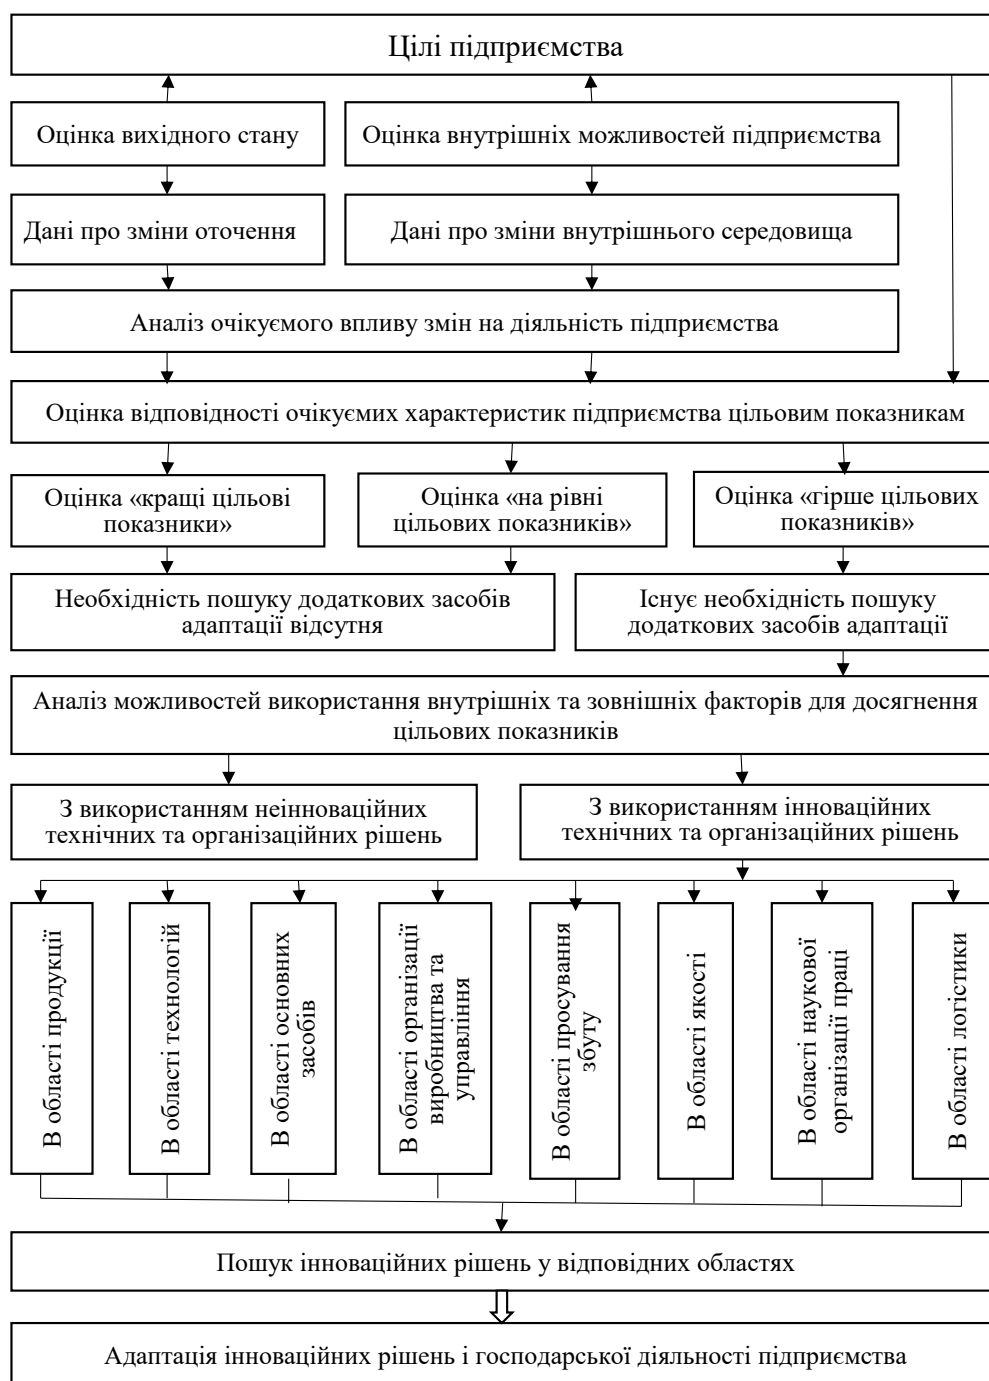 Цілі підприємства
Оцінка вихідного стану
Оцінка внутрішніх можливостей підприємства
Дані про зміни оточення
Дані про зміни внутрішнього середовища
Аналіз очікуємого впливу змін на діяльність підприємства
Оцінка відповідності очікуємих характеристик підприємства цільовим показникам
Оцінка «кращі цільові
показники»
Оцінка «на рівні
цільових показників»
Оцінка «гірше цільових
показників»
Необхідність пошуку додаткових засобів
адаптації відсутня
Існує необхідність пошуку
додаткових засобів адаптації
Аналіз можливостей використання внутрішніх та зовнішніх факторів для досягнення
цільових показників
З використанням неінноваційних
технічних та організаційних рішень
З використанням інноваційних
технічних та організаційних рішень
В області продукції
В області технологій
В області основних
засобів
В області організації
виробництва та
управління
В області просування
збуту
В області якості
В області наукової
організації праці
В області логістики
Пошук інноваційних рішень у відповідних областях
Адаптація інноваційних рішень і господарської діяльності підприємства